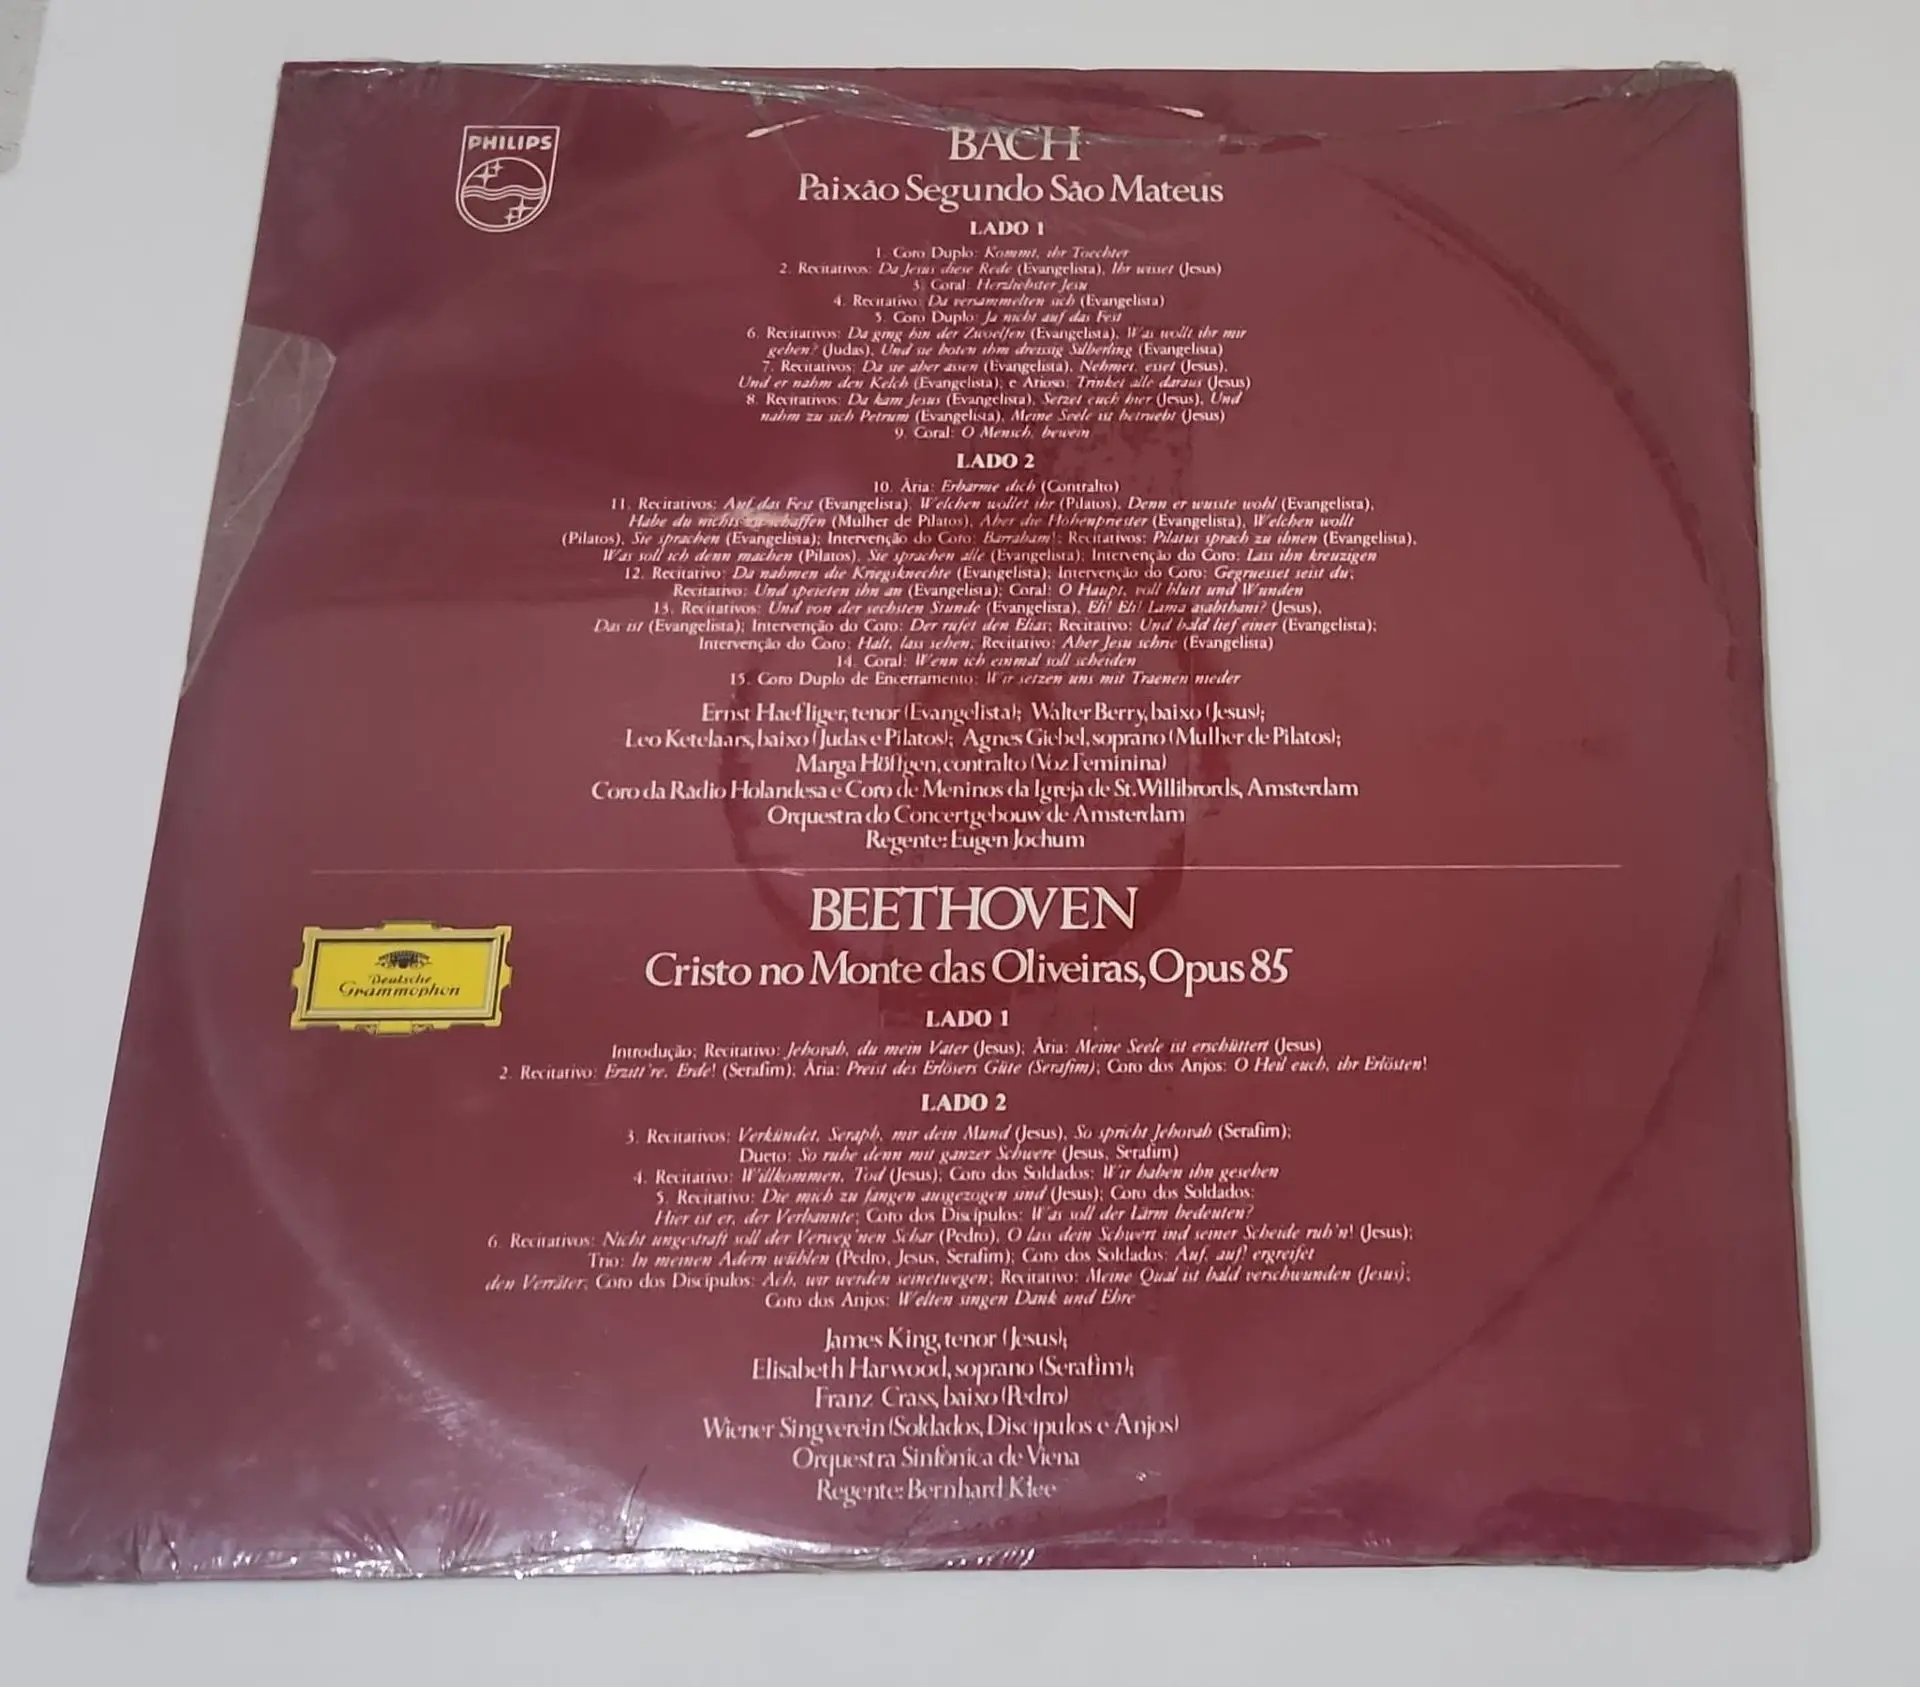 PHILIPS
BACH
Paixão Segundo São Mateus
LADO 1
1. Coro Duplo: Kommt, ihr Toechter
2. Recitativos: Da Jesus diese Rede (Evangelista), Ihr wisset (Jesus)
3. Coral: Herzliebster Jesu
4. Recitativo: Da versammelten sich (Evangelista)
5. Coro Duplo: Ja nicht auf das Fest
6. Recitativos: Da ging hin der Zwoelfen (Evangelista), Was wollt ihr mir
geben? (Judas), Und sie boten ihm dreissig Silberling (Evangelista)
7. Recitativos: Da sie aber assen (Evangelista), Nehmet, esset (Jesus),
Und er nahm den Kelch (Evangelista); e Arioso: Trinket alle daraus (Jesus)
8. Recitativos: Da kam Jesus (Evangelista), Setzet euch hier (Jesus), Und
nahm zu sich Petrum (Evangelista), Meine Seele ist betruebt (Jesus)
9. Coral: O Mensch, bewein
LADO 2
10. Ária: Erbarme dich (Contralto)
11. Recitativos: Auf das Fest (Evangelista), Welchen wollet ihr (Pilatos), Denn er wusste wohl (Evangelista),
Habe du nichts zu schaffen (Mulher de Pilatos), Aber die Hohenpriester (Evangelista), Welchen wollt
(Pilatos), Sie sprachen (Evangelista); Intervenção do Coro: Barrabam!; Recitativos: Pilatus sprach zu ihnen (Evangelista),
Was soll ich denn machen (Pilatos), Sie sprachen alle (Evangelista); Intervenção do Coro: Lass ihn kreuzigen
12. Recitativo: Da nahmen die Kriegsknechte (Evangelista); Intervenção do Coro: Gegruesset seist du;
Recitativo: Und speieten ihn an (Evangelista); Coral: O Haupt, voll blutt und Wunden
13. Recitativos: Und von der sechsten Stunde (Evangelista), Eli! Eli! Lama asabthani? (Jesus),
Das ist (Evangelista); Intervenção do Coro: Der rufet den Elias; Recitativo: Und bald lief einer (Evangelista);
Intervenção do Coro: Halt, lass sehen; Recitativo: Aber Jesu schrie (Evangelista)
14. Coral: Wenn ich einmal soll scheiden
15. Coro Duplo de Encerramento: Wir setzen uns mit Traenen nieder
Ernst Haefliger, tenor (Evangelista); Walter Berry, baixo (Jesus);
Leo Ketelaars, baixo (Judas e Pilatos); Agnes Giebel, soprano (Mulher de Pilatos);
Marga Höffgen, contralto (Voz Feminina)
Coro da Rádio Holandesa e Coro de Meninos da Igreja de St. Willibrords, Amsterdam
Orquestra do Concertgebouw de Amsterdam
Regente: Eugen Jochum
BEETHOVEN
Cristo no Monte das Oliveiras, Opus 85
Deutsche
Grammophon
LADO 1
Introdução; Recitativo: Jehovah, du mein Vater (Jesus); Ária: Meine Seele ist erschüttert (Jesus)
2. Recitativo: Erzitt're, Erde! (Serafim); Ária: Preist des Erlösers Güte (Serafim); Coro dos Anjos: O Heil euch, ihr Erlösten!
LADO 2
3. Recitativos: Verkündet, Seraph, mir dein Mund (Jesus), So spricht Jehovah (Serafim);
Dueto: So ruhe denn mit ganzer Schwere (Jesus, Serafim)
4. Recitativo: Willkommen, Tod (Jesus); Coro dos Soldados: Wir haben ihn gesehen
5. Recitativo: Die mich zu fangen ausgezogen sind (Jesus); Coro dos Soldados:
Hier ist er, der Verbannte; Coro dos Discípulos: Was soll der Lärm bedeuten?
6. Recitativos: Nicht ungestraft soll der Verweg'nen Schar (Pedro), O lass dein Schwert ind seiner Scheide ruh'n! (Jesus);
Trio: In meinen Adern wühlen (Pedro, Jesus, Serafim); Coro dos Soldados: Auf, auf! ergreifet
den Verräter; Coro dos Discípulos: Ach, wir werden seinetwegen; Recitativo: Meine Qual ist bald verschwunden (Jesus);
Coro dos Anjos: Welten singen Dank und Ehre
James King, tenor (Jesus);
Elisabeth Harwood, soprano (Serafim);
Franz Crass, baixo (Pedro)
Wiener Singverein (Soldados, Discípulos e Anjos)
Orquestra Sinfônica de Viena
Regente: Bernhard Klee